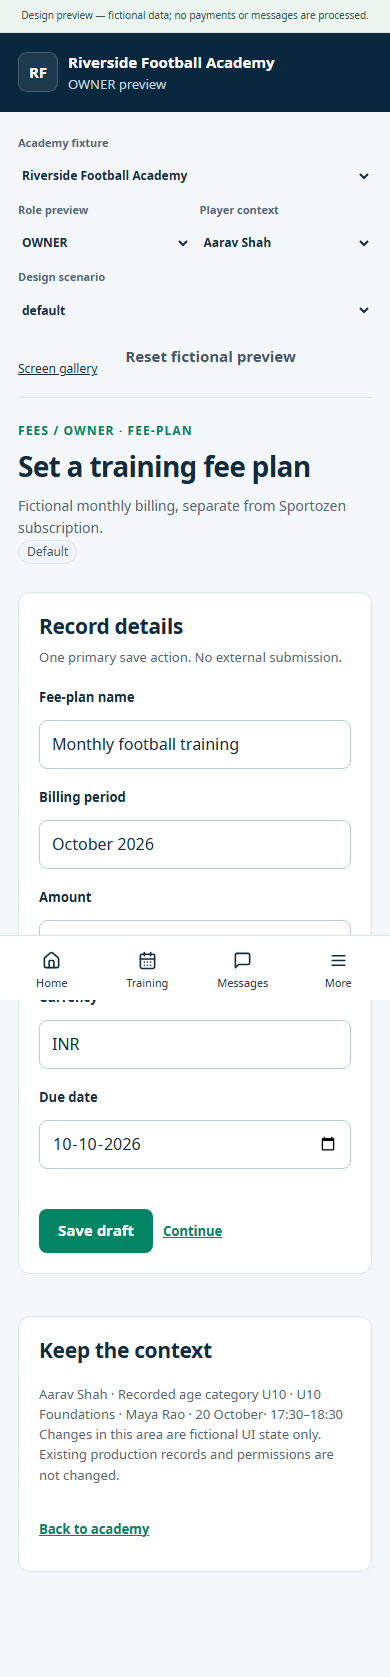 Design preview — fictional data; no payments or messages are processed.
RF
Riverside Football Academy
OWNER preview
Academy fixture
Riverside Football Academy
Role preview
Player context
OWNER
Aarav Shah
Design scenario
default
Screen gallery
Reset fictional preview
FEES / OWNER · FEE-PLAN
Set a training fee plan
Fictional monthly billing, separate from Sportozen
subscription.
Default
Record details
One primary save action. No external submission.
Fee-plan name
Monthly football training
Billing period
October 2026
Amount
Home
Training
Messages
More
Currency
INR
Due date
10-10-2026
Save draft
Continue
Keep the context
Aarav Shah · Recorded age category U10 · U10
Foundations · Maya Rao · 20 October· 17:30–18:30
Changes in this area are fictional UI state only.
Existing production records and permissions are
not changed.
Back to academy